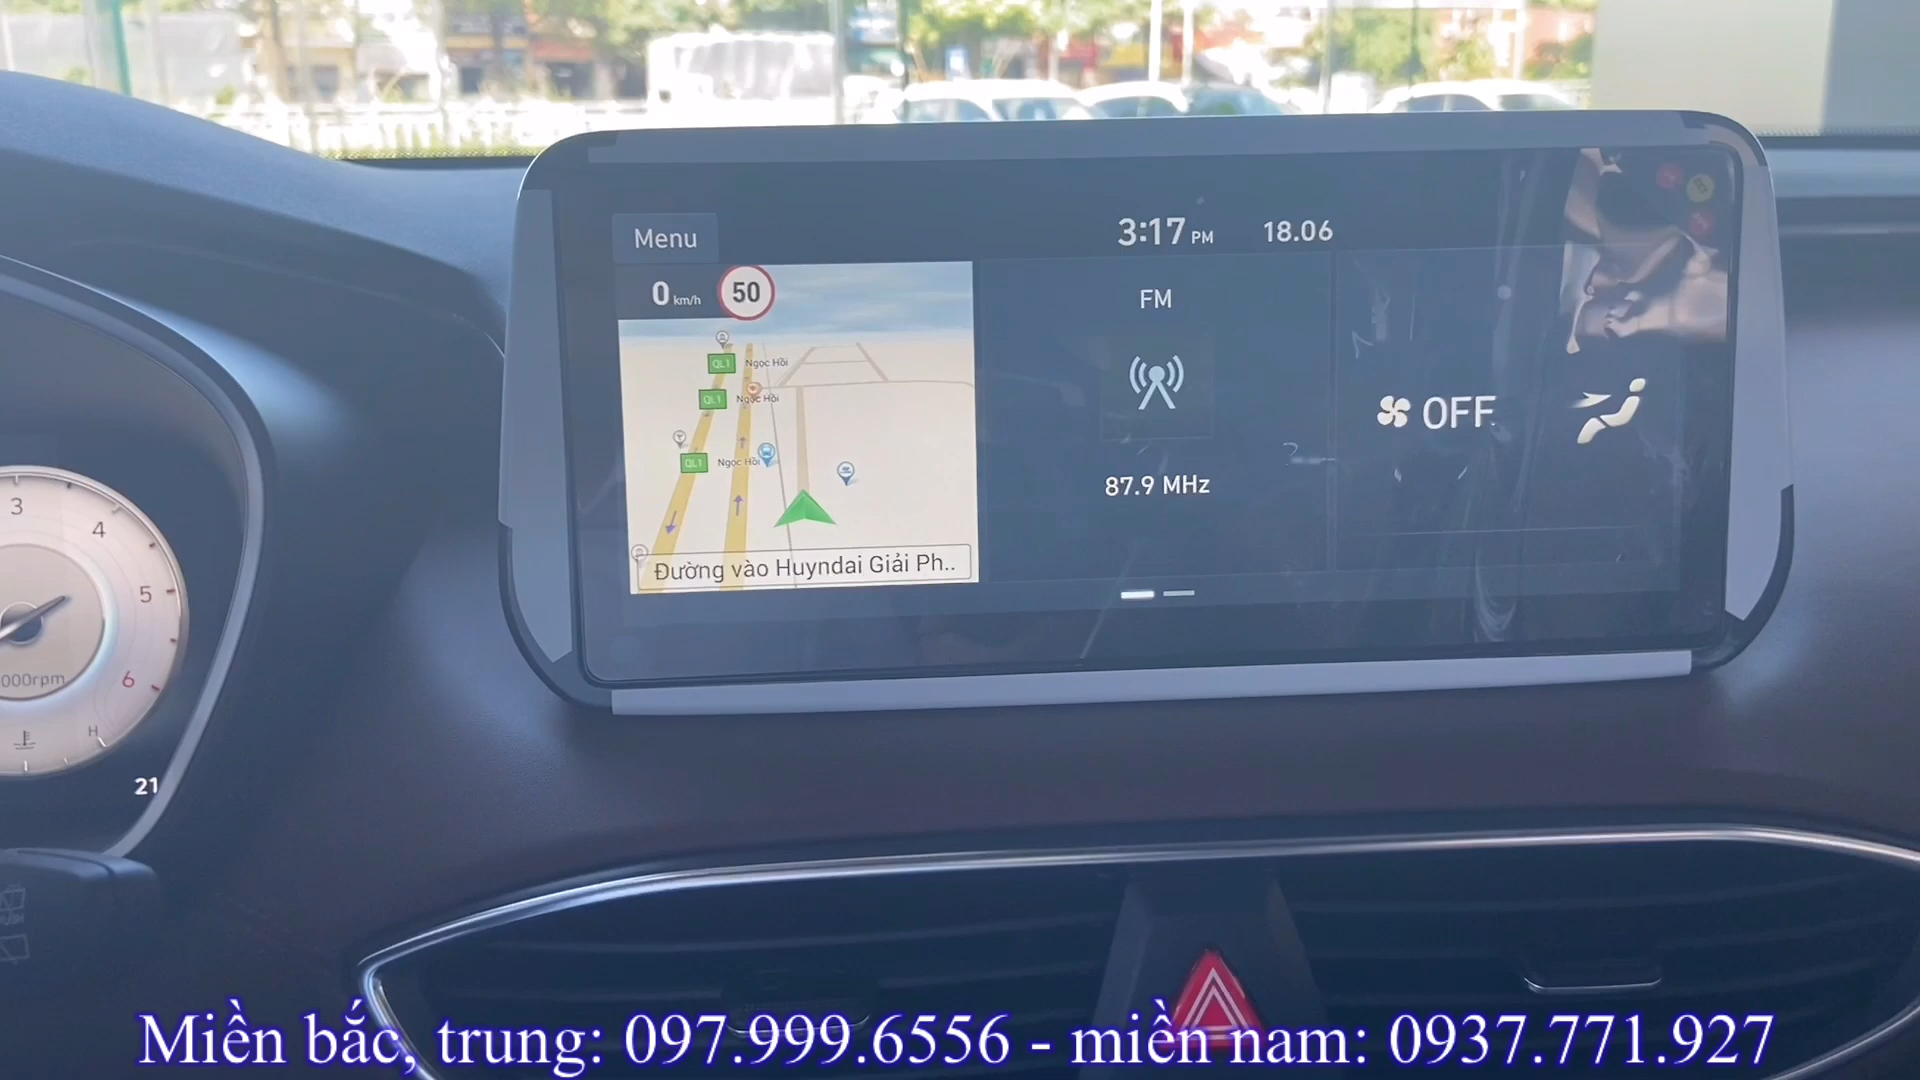 Menu
3:17 PM
18.06
0 km/h
50
FM
QL1
Ngọc Hồi
QL1
Ngọc Hồi
OFF
QL1
Ngọc Hồi
87.9 MHz
Đường vào Huyndai Giải Ph..
3
4
5
6
000rpm
H
21
Miền bắc, trung: 097.999.6556 - miền nam: 0937.771.927